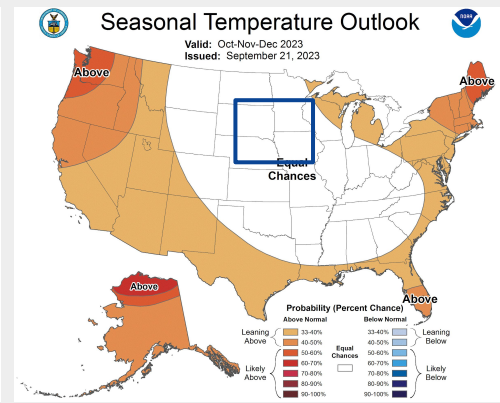 Seasonal Temperature Outlook
NOAA
Valid: Oct-Nov-Dec 2023
Issued: September 21, 2023
Above
Above
Equal
Chances
Above
Above
Probability (Percent Chance)
Above Normal
Below Normal
Leaning
Above
33-40%
40-50%
Likely
Above
50-60%
60-70%
70-80%
80-90%
90-100%
Equal
Chances
33-40%
40-50%
Leaning
Below
50-60%
60-70%
70-80%
80-90%
90-100%
Likely
Below